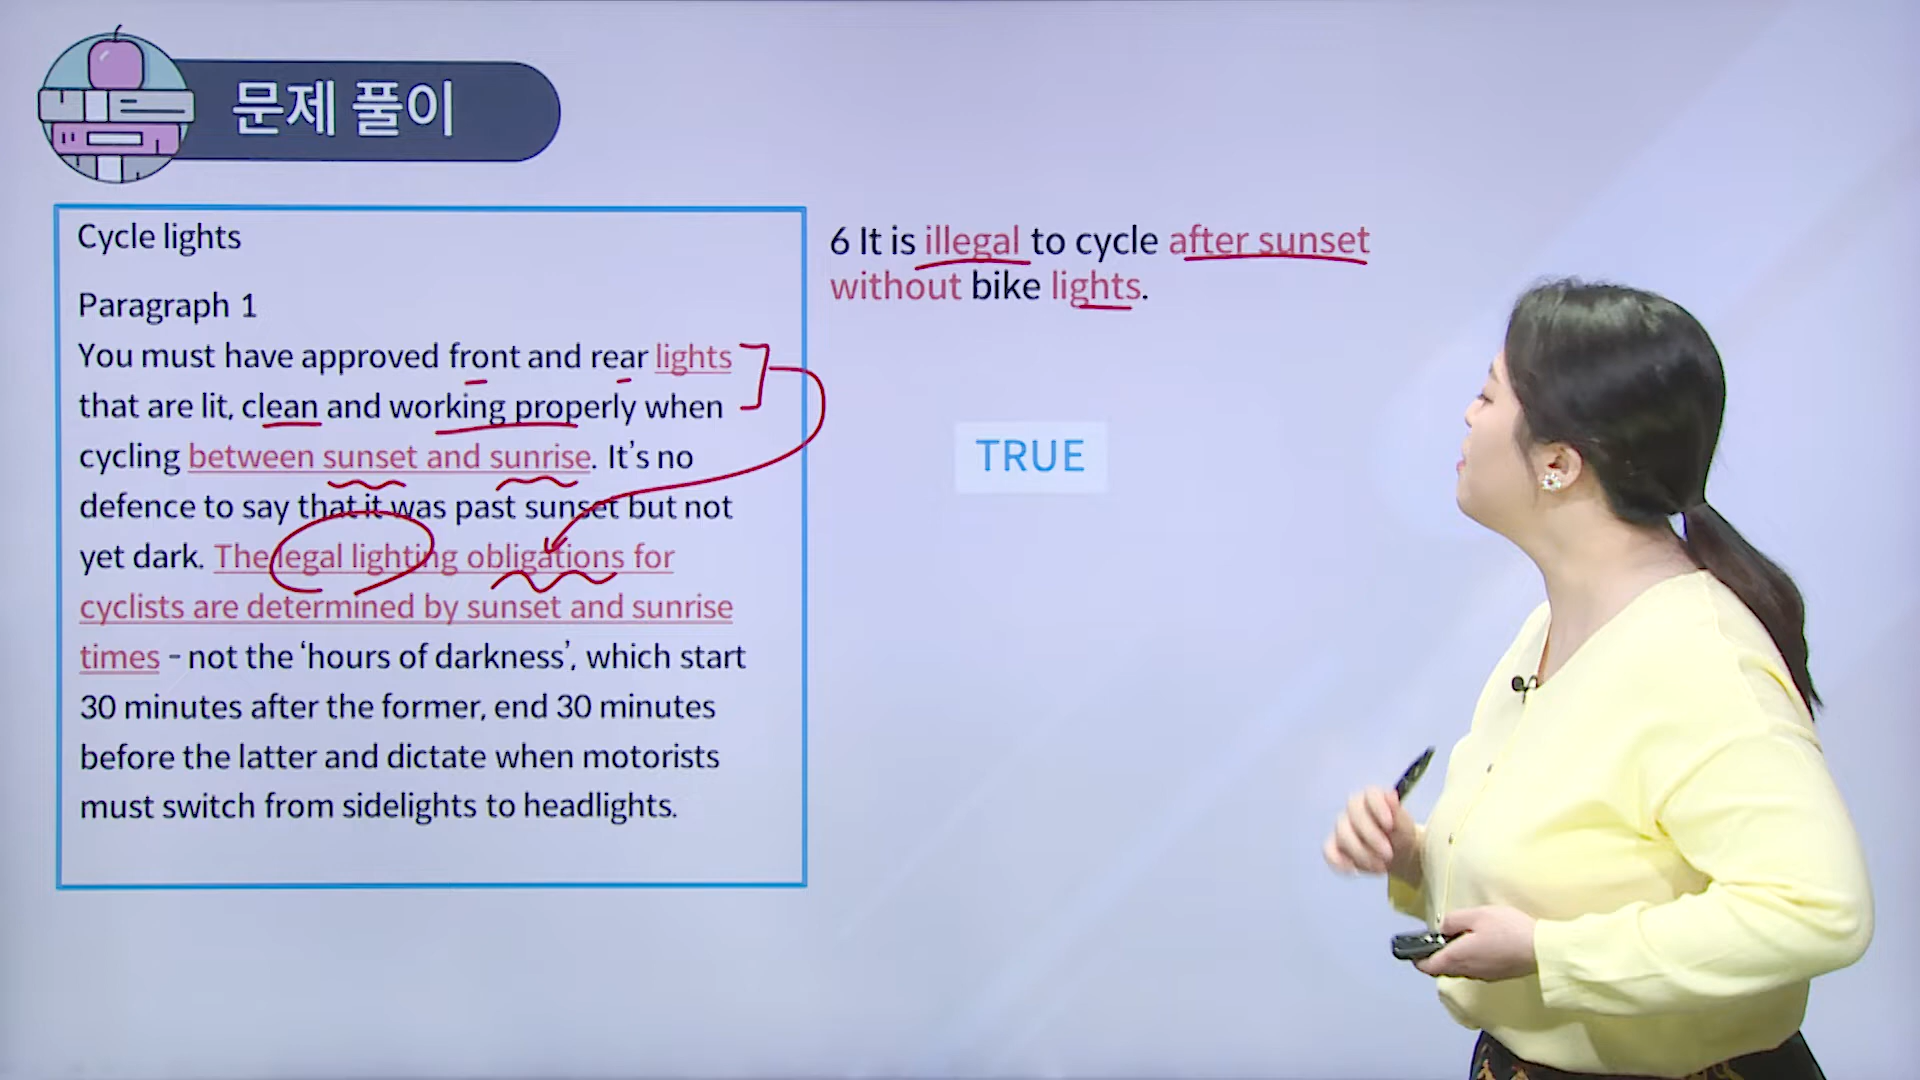 문제 풀이
Cycle lights
Paragraph 1
You must have approved front and rear lights
that are lit, clean and working properly when
cycling between sunset and sunrise. It’s no
defence to say that it was past sunset but not
yet dark. The legal lighting obligations for
cyclists are determined by sunset and sunrise
times - not the ‘hours of darkness’, which start
30 minutes after the former, end 30 minutes
before the latter and dictate when motorists
must switch from sidelights to headlights.
6 It is illegal to cycle after sunset
without bike lights.
TRUE